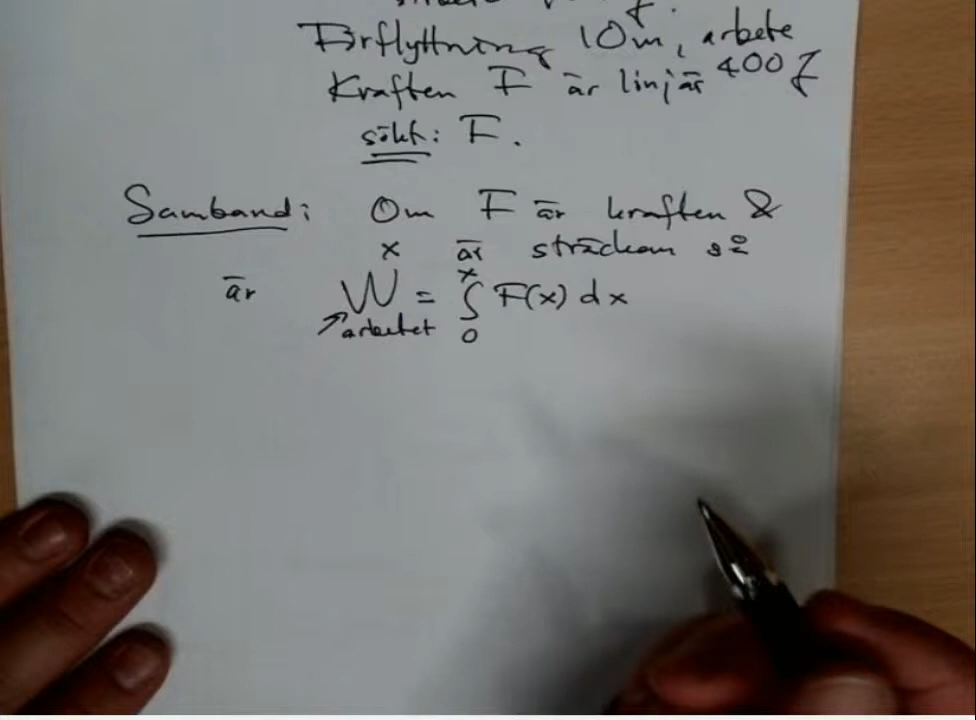 Förflyttning 10m, arbete
Kraften F är linjär 400 J
sökt: F.
Samband: Om F är kraften &
x är sträckan så
är W = ∫₀ˣ F(x) dx
↗arbetet